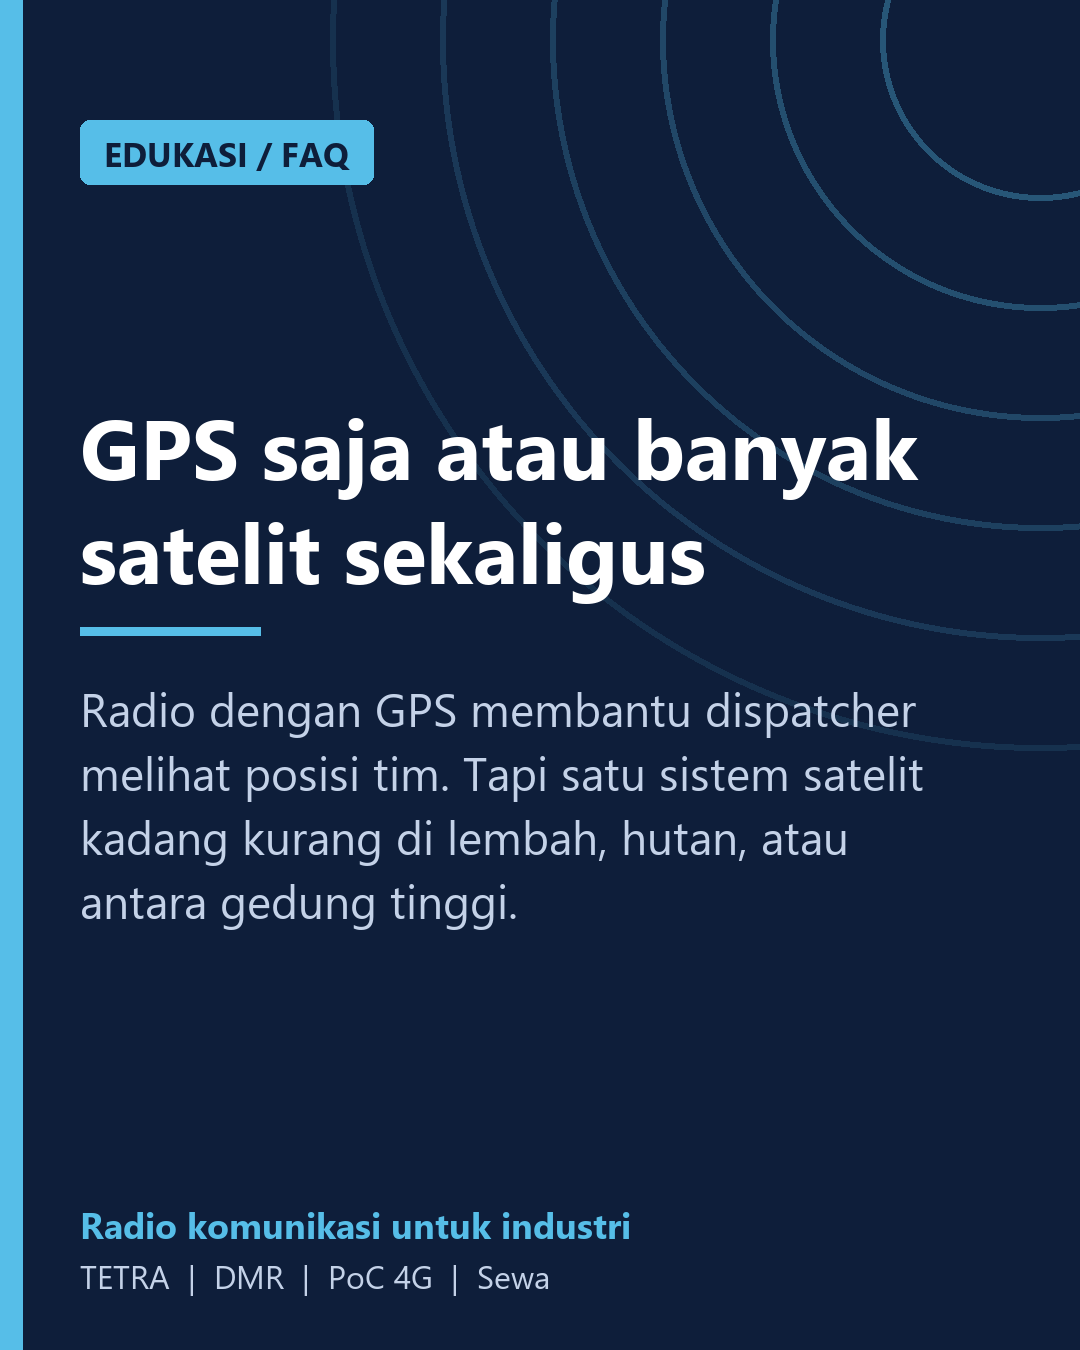 EDUKASI / FAQ
GPS saja atau banyak
satelit sekaligus
Radio dengan GPS membantu dispatcher
melihat posisi tim. Tapi satu sistem satelit
kadang kurang di lembah, hutan, atau
antara gedung tinggi.
Radio komunikasi untuk industri
TETRA | DMR | PoC 4G | Sewa